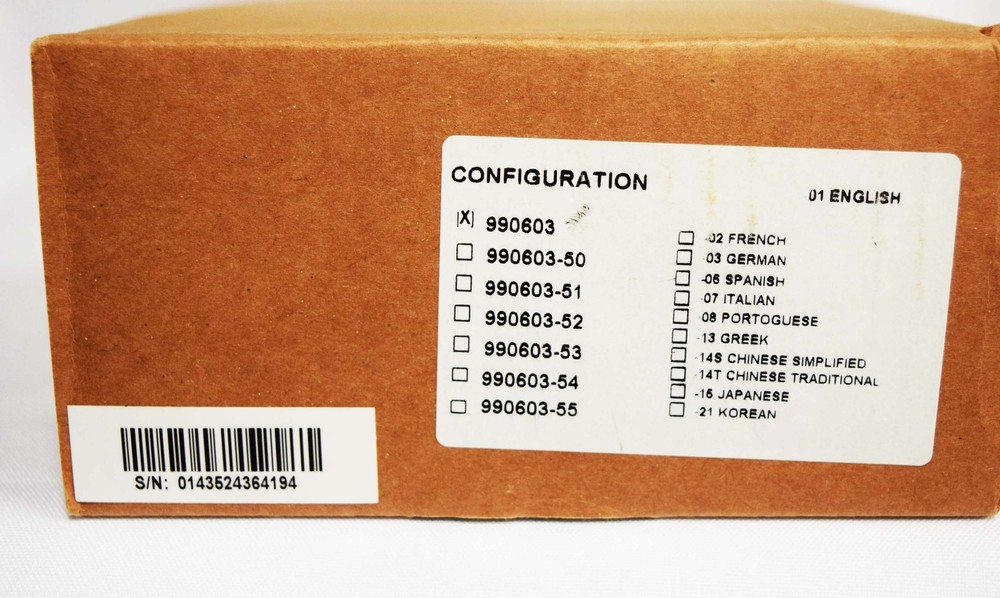 CONFIGURATION
01 ENGLISH
[X] 990603
990603-50
990603-51
990603-52
990603-53
990603-54
990603-55
-02 FRENCH
-03 GERMAN
-06 SPANISH
-07 ITALIAN
-08 PORTOGUESE
-13 GREEK
-14S CHINESE SIMPLIFIED
-14T CHINESE TRADITIONAL
-16 JAPANESE
-21 KOREAN
S/N: 0143524364194